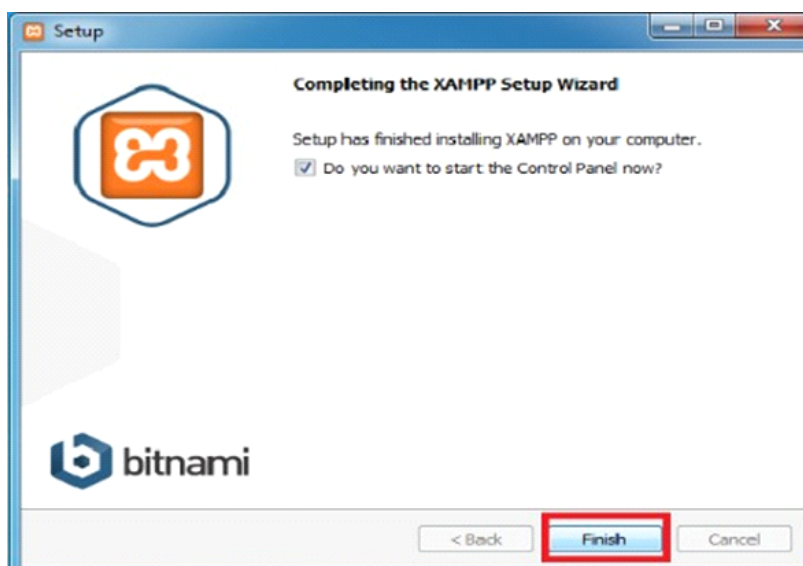 Setup
Completing the XAMPP Setup Wizard
Setup has finished installing XAMPP on your computer.
Do you want to start the Control Panel now?
bitnami
< Back
Finish
Cancel